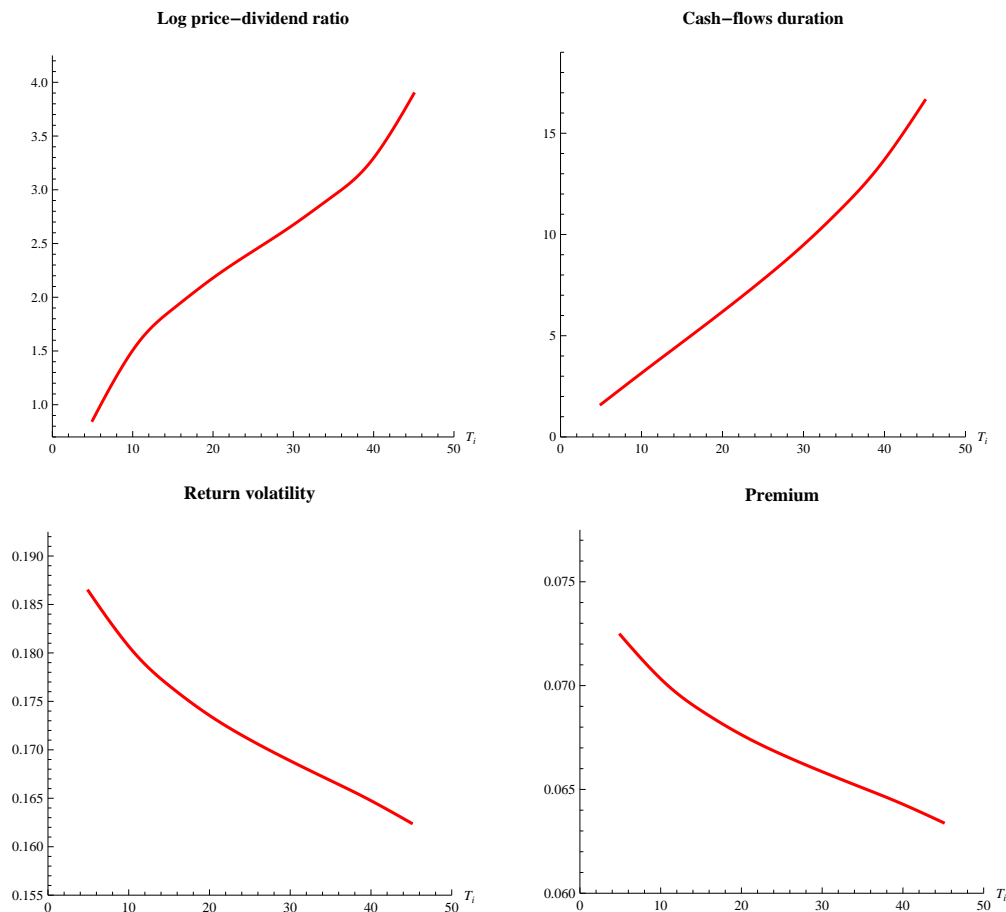 Log price−dividend ratio
4.0
3.5
3.0
2.5
2.0
1.5
1.0
0 10 20 30 40 50 T_i
Cash−flows duration
15
10
5
0
0 10 20 30 40 50 T_i
Return volatility
0.190
0.185
0.180
0.175
0.170
0.165
0.160
0.155
0 10 20 30 40 50 T_i
Premium
0.075
0.070
0.065
0.060
0 10 20 30 40 50 T_i